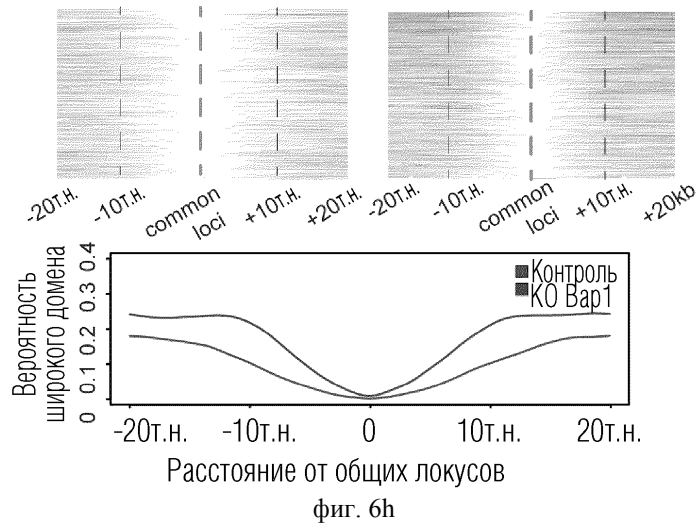 -20т.н. -10т.н. common loci +10т.н. +20т.н. -20т.н. -10т.н. common loci +10т.н. +20kb
Контроль
КО Bap1
Вероятность широкого домена
0 0.1 0.2 0.3 0.4
-20т.н. -10т.н. 0 10т.н. 20т.н.
Расстояние от общих локусов
фиг. 6h